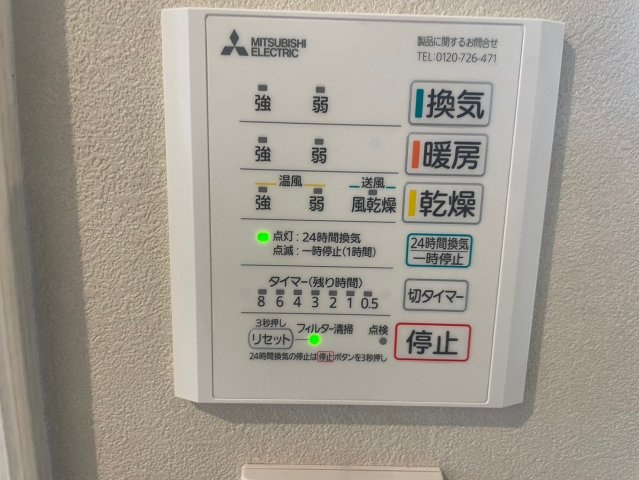 MITSUBISHI
ELECTRIC
製品に関するお問合せ
TEL:0120-726-471
強 弱 換気
強 弱 暖房
温風 送風
強 弱 風乾燥 乾燥
点灯：24時間換気
点滅：一時停止(1時間)
24時間換気
一時停止
タイマー(残り時間)
8 6 4 3 2 1 0.5
切タイマー
3秒押し
リセット フィルター清掃 点検
停止
24時間換気の停止は停止ボタンを3秒押し